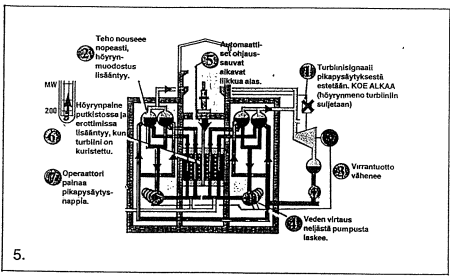 Teho nousee
nopeasti,
höyryn-
muodostus
lisääntyy.
Automaatti-
set ohjaus-
sauvat
alkavat
liikkua alas.
Turbiinisignaali
pikapysäytyksestä
estetään. KOE ALKAA
(höyrynmeno turbiiniin
suljetaan)
MW
200
Höyrynpaine
putkistossa ja
erottimissa
lisääntyy, kun
turbiini on
kuristettu.
Virrantuotto
vähenee
Operaattori
painaa
pikapysäytys-
nappia.
Veden virtaus
neljästä pumpusta
laskee.
5.